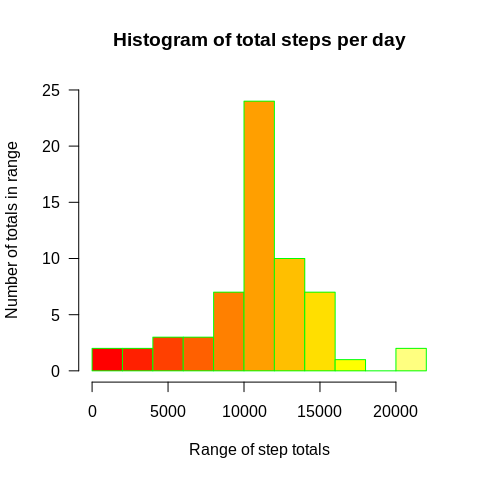 Histogram of total steps per day
Number of totals in range
25
20
15
10
5
0
0 5000 10000 15000 20000
Range of step totals